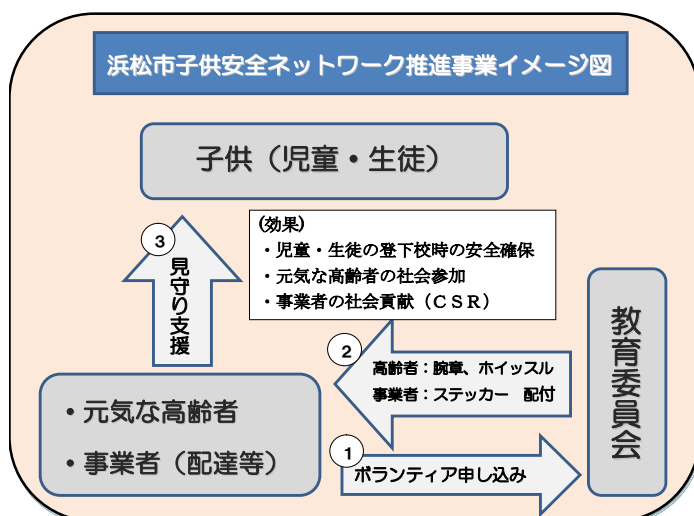 浜松市子供安全ネットワーク推進事業イメージ図
子供（児童・生徒）
(効果)
・児童・生徒の登下校時の安全確保
・元気な高齢者の社会参加
・事業者の社会貢献（ＣＳＲ）
3
見守り支援
2
高齢者：腕章、ホイッスル
事業者：ステッカー　配付
教育委員会
・元気な高齢者
・事業者（配達等）
1
ボランティア申し込み